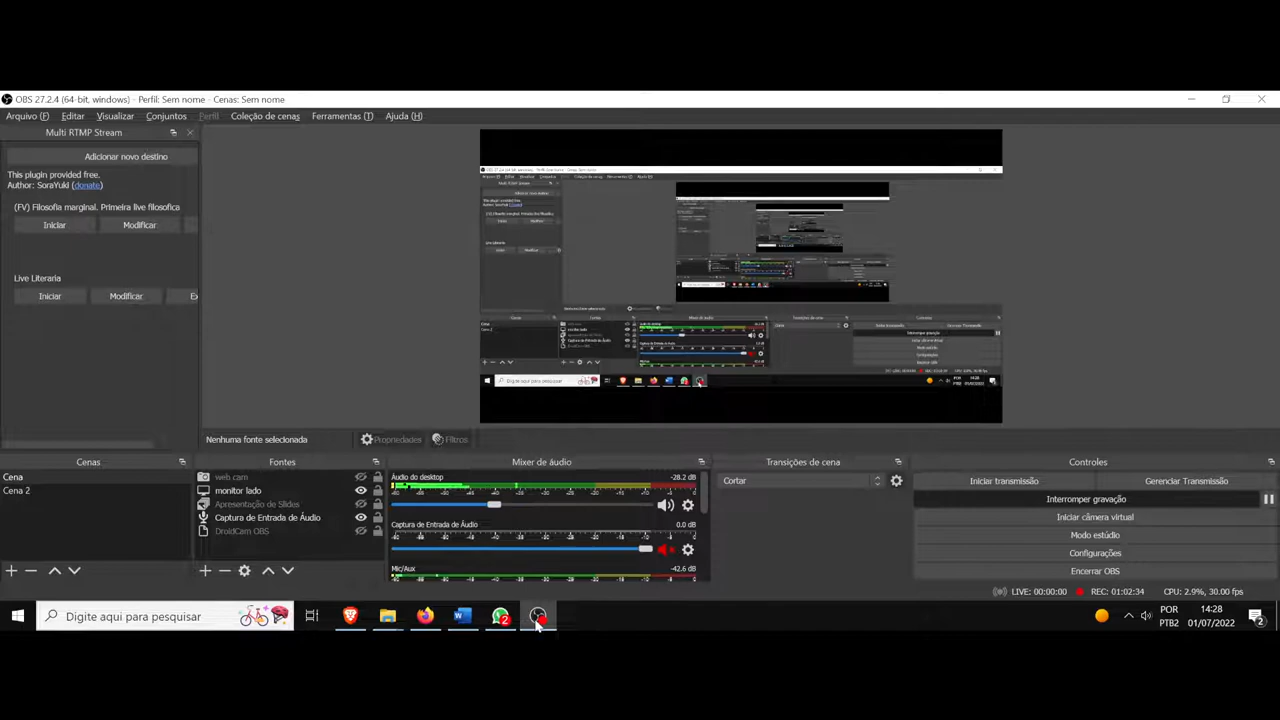 OBS 27.2.4 (64-bit, windows) - Perfil: Sem nome - Cenas: Sem nome
Arquivo (F) Editar Visualizar Perfil Conjuntos Coleção de cenas Ferramentas (T) Ajuda (H)
Multi RTMP Stream
Adicionar novo destino
This plugin provided free.
Author: SoraYuki (donate)
(FV) Filosofia marginal. Primeira live filosofica
Iniciar Modificar
Live Literaria
Iniciar Modificar Ex
Nenhuma fonte selecionada Propriedades Filtros
Cenas Fontes Mixer de áudio Transições de cena Controles
Cena
Cena 2
web cam
monitor lado
Apresentação de Slides
Captura de Entrada de Áudio
DroidCam OBS
Áudio do desktop -28.2 dB
Captura de Entrada de Áudio 0.0 dB
Mic/Aux -42.6 dB
Cortar
Iniciar transmissão Gerenciar Transmissão
Interromper gravação
Iniciar câmera virtual
Modo estúdio
Configurações
Encerrar OBS
LIVE: 00:00:00 REC: 01:02:34 CPU: 2.9%, 30.00 fps
Digite aqui para pesquisar
2
POR
PTB2
14:28
01/07/2022
2